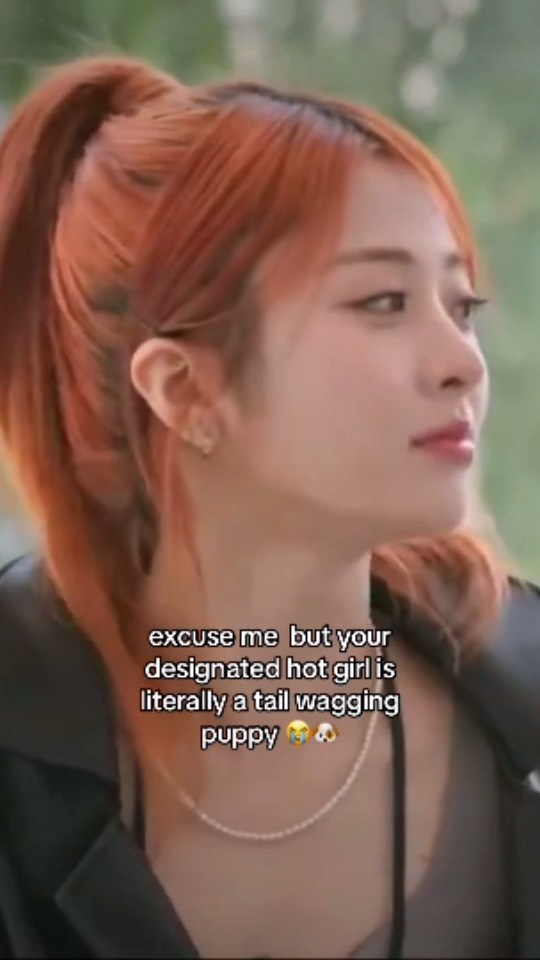 excuse me  but your
designated hot girl is
literally a tail wagging
puppy 😭🐶